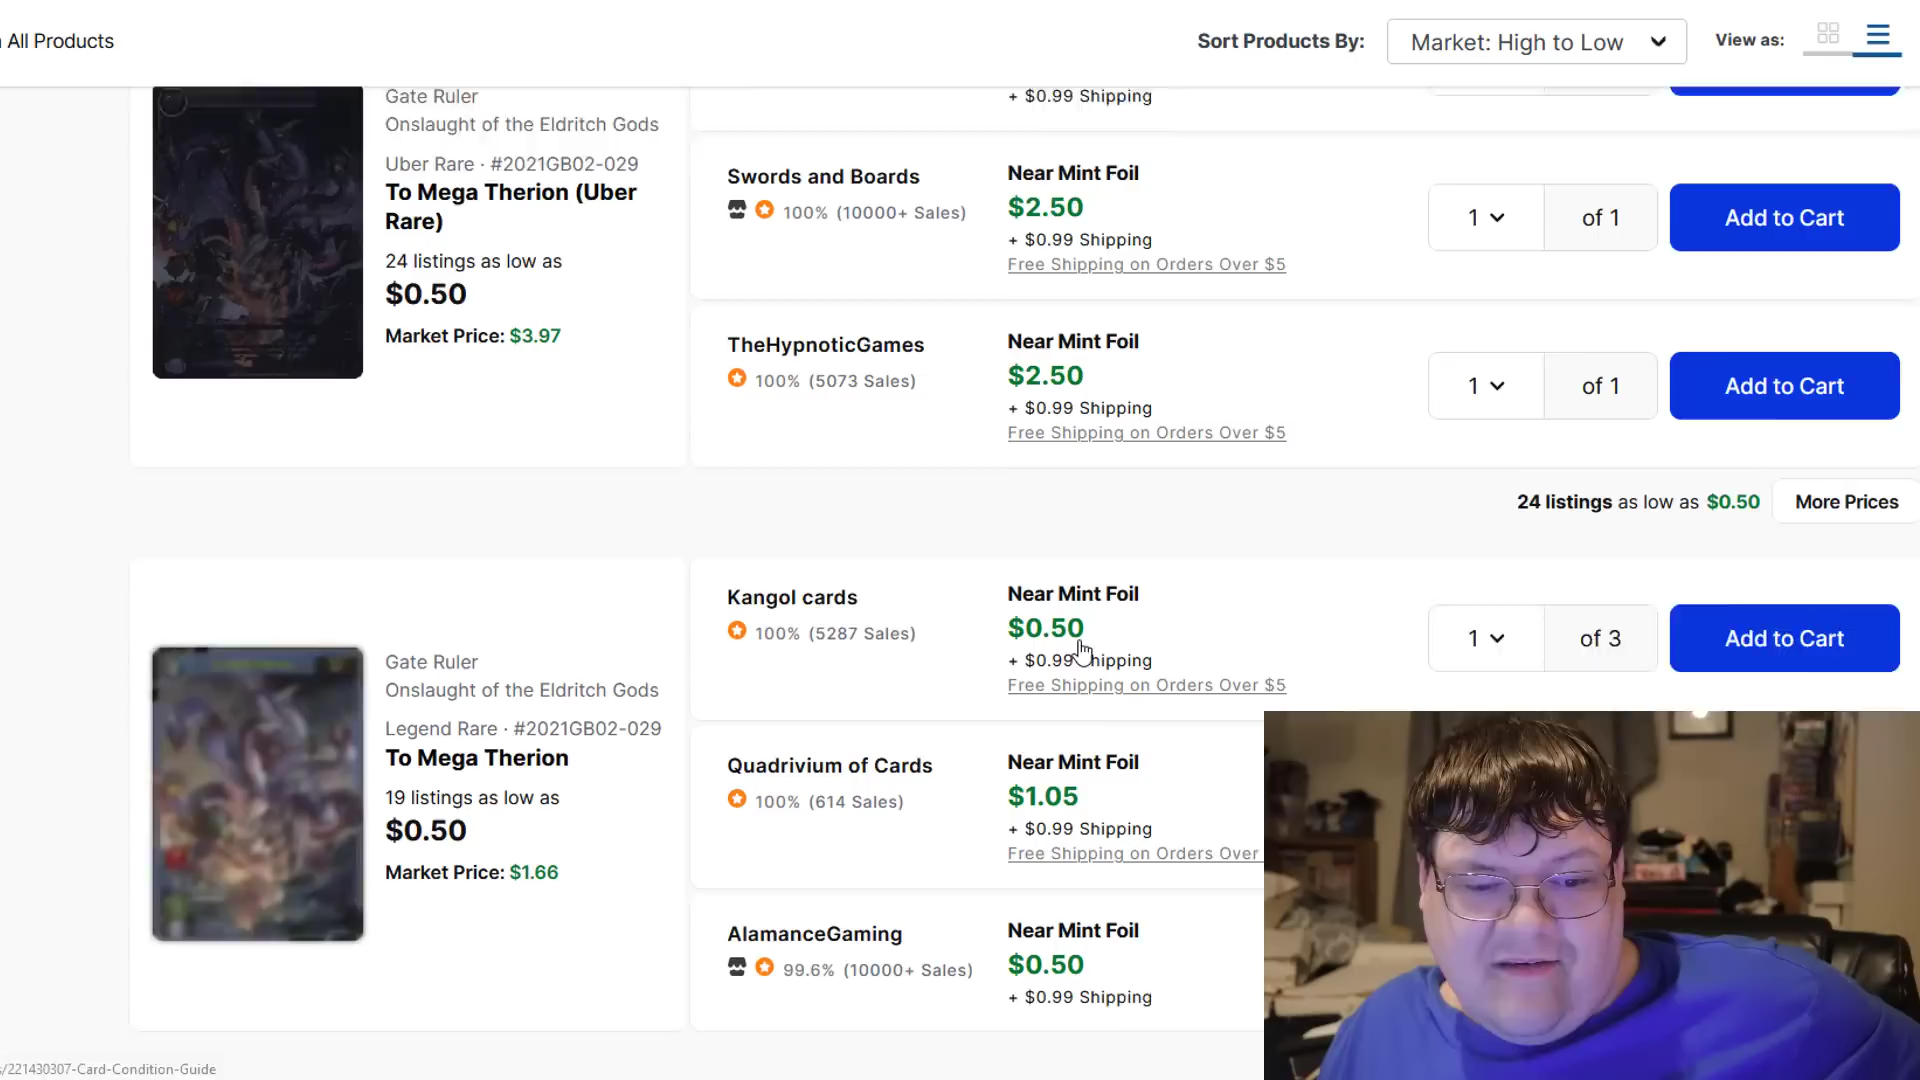 All Products
Sort Products By:
Market: High to Low
View as:
Gate Ruler
Onslaught of the Eldritch Gods
Uber Rare · #2021GB02-029
To Mega Therion (Uber
Rare)
24 listings as low as
$0.50
Market Price: $3.97
+ $0.99 Shipping
Swords and Boards
100% (10000+ Sales)
Near Mint Foil
$2.50
+ $0.99 Shipping
Free Shipping on Orders Over $5
1
of 1
Add to Cart
TheHypnoticGames
100% (5073 Sales)
Near Mint Foil
$2.50
+ $0.99 Shipping
Free Shipping on Orders Over $5
1
of 1
Add to Cart
24 listings as low as $0.50
More Prices
Gate Ruler
Onslaught of the Eldritch Gods
Legend Rare · #2021GB02-029
To Mega Therion
19 listings as low as
$0.50
Market Price: $1.66
Kangol cards
100% (5287 Sales)
Near Mint Foil
$0.50
+ $0.99 Shipping
Free Shipping on Orders Over $5
1
of 3
Add to Cart
Quadrivium of Cards
100% (614 Sales)
Near Mint Foil
$1.05
+ $0.99 Shipping
Free Shipping on Orders Over
AlamanceGaming
99.6% (10000+ Sales)
Near Mint Foil
$0.50
+ $0.99 Shipping
s/221430307-Card-Condition-Guide